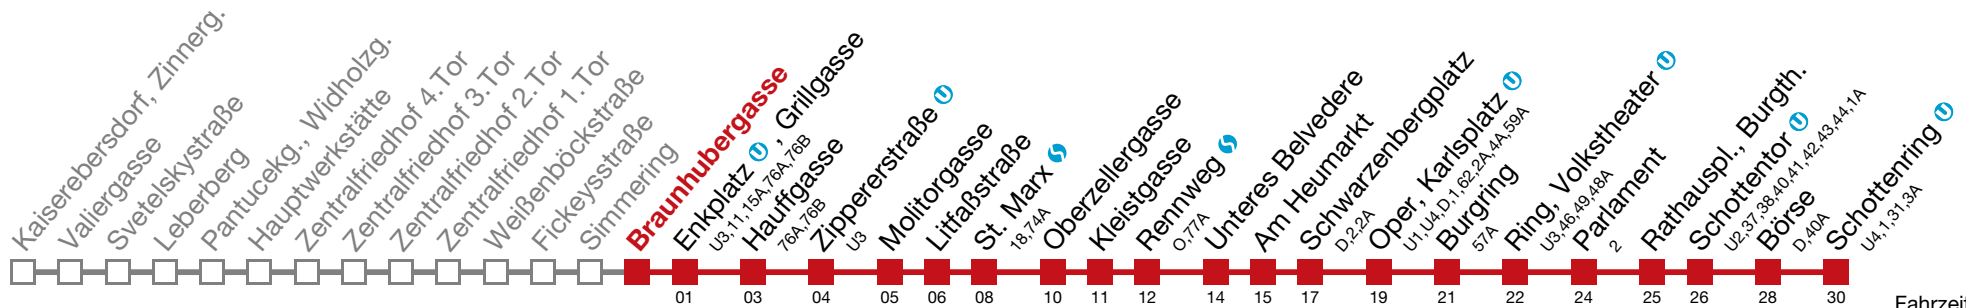 Kaiserebersdorf, Zinnerg.
Valiergasse
Svetelskystraße
Leberberg
Pantucekg., Widholzg.
Hauptwerkstätte
Zentralfriedhof 4. Tor
Zentralfriedhof 3. Tor
Zentralfriedhof 2. Tor
Zentralfriedhof 1. Tor
Weißenböckstraße
Fickeysstraße
Simmering
Braunhubergasse
Enkplatz U, Grillgasse
U3,11,15A,76A,76B
Hauffgasse
76A,76B
Zippererstraße U
U3
Molitorgasse
Litfaßstraße
St. Marx S
18,74A
Oberzellergasse
Kleistgasse
Rennweg S
O,77A
Unteres Belvedere
Am Heumarkt
Schwarzenbergplatz
D,2,2A
Oper, Karlsplatz U
U1,U4,D,1,62,2A,4A,59A
Burgring
57A
Ring, Volkstheater U
U3,46,49,48A
Parlament
2
Rathauspl., Burgth.
Schottentor U
U2,37,38,40,41,42,43,44,1A
Börse
D,40A
Schottenring U
U4,1,31,3A
01 03 04 05 06 08 10 11 12 14 15 17 19 21 22 24 25 26 28 30
Fahrzeit